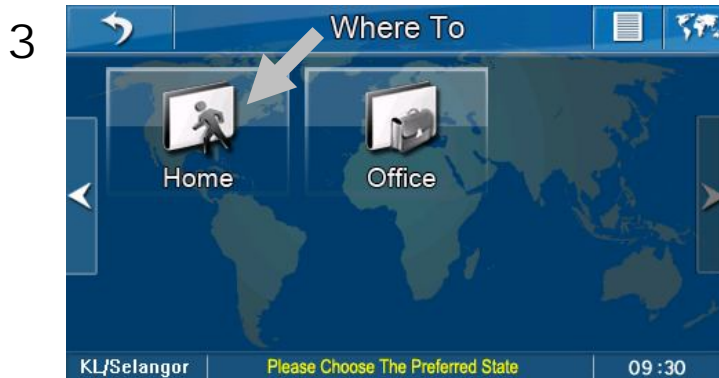 3
Where To
Home
Office
KL/Selangor
Please Choose The Preferred State
09:30